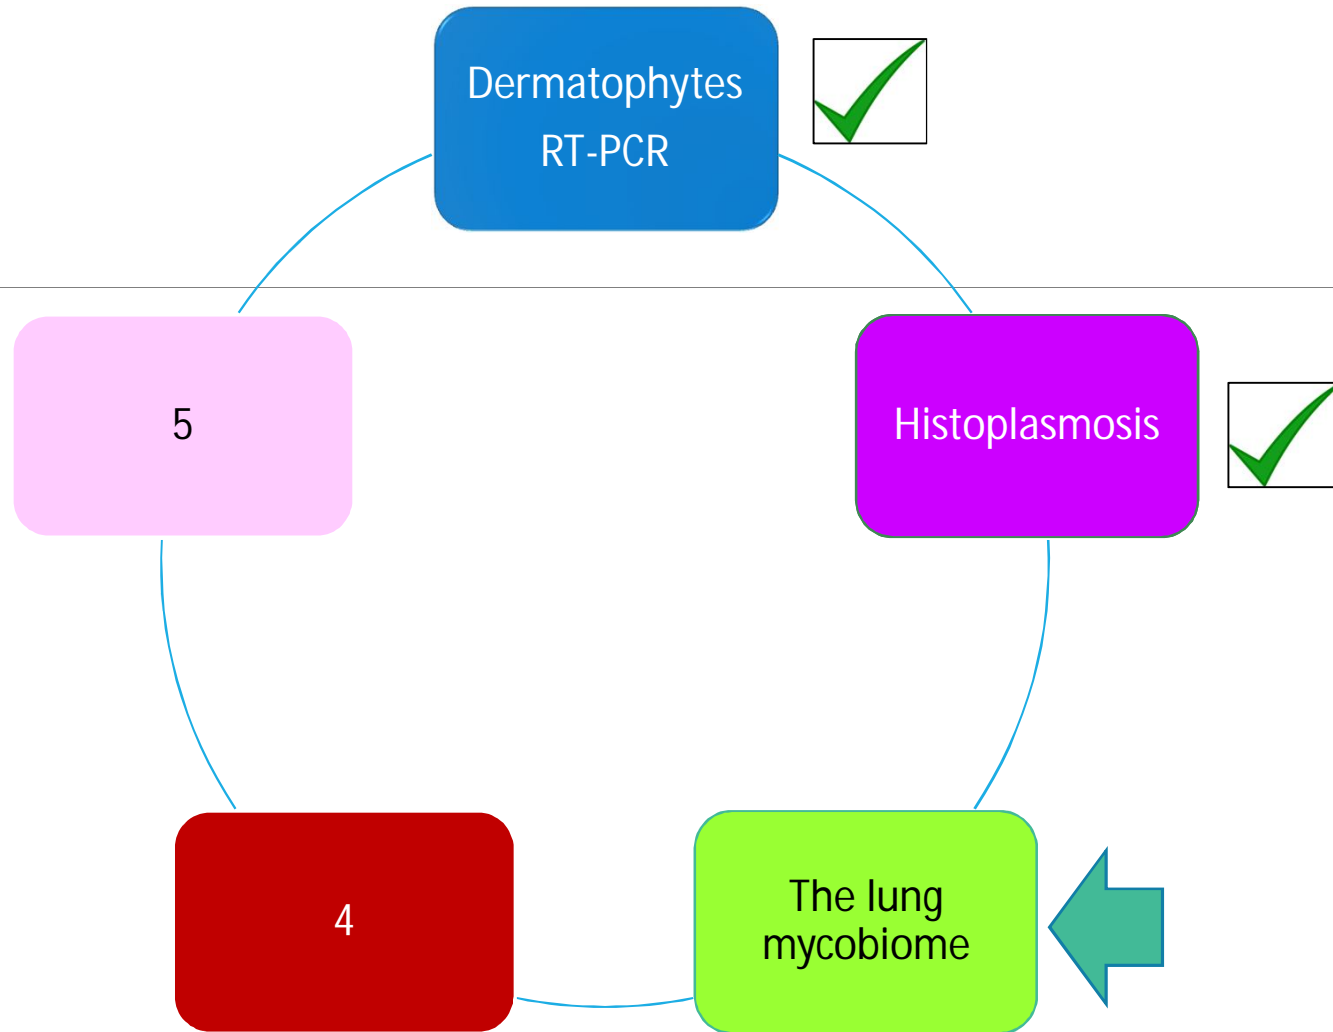 Dermatophytes
RT-PCR
5
Histoplasmosis
4
The lung
mycobiome